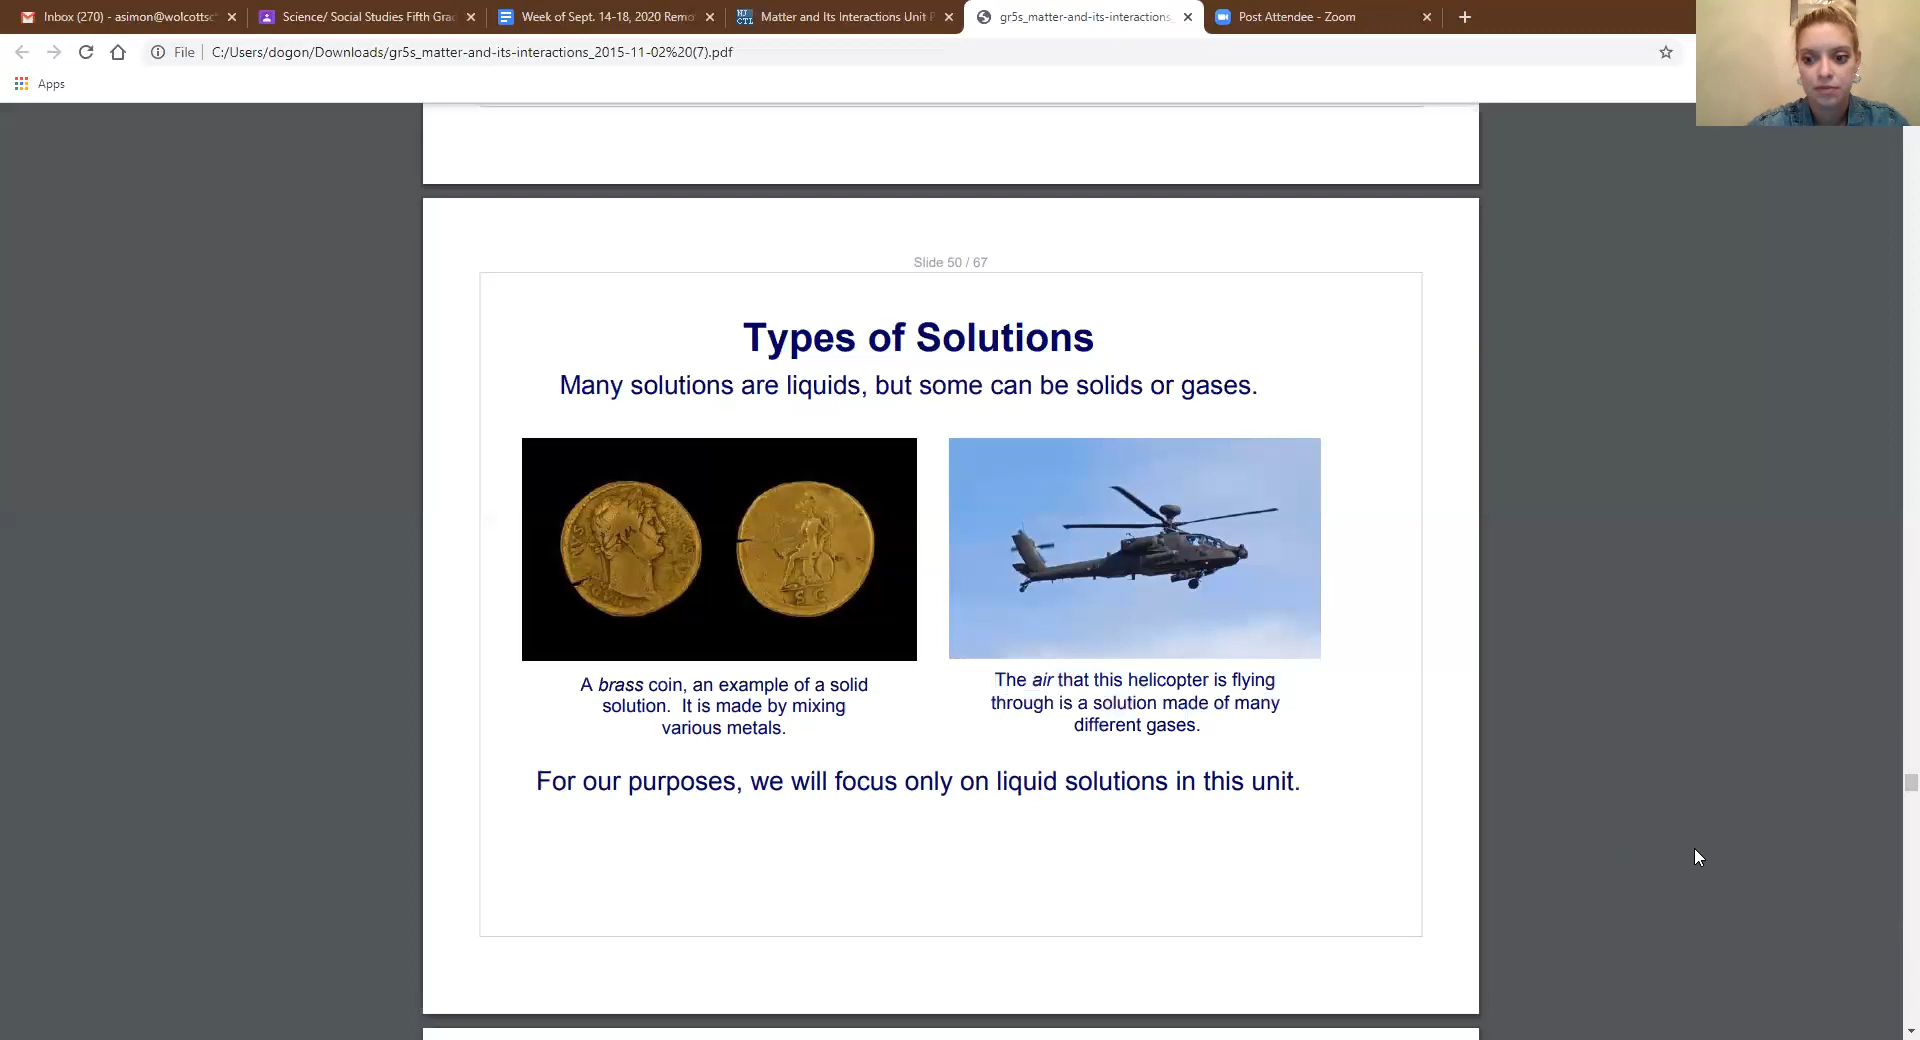 Inbox (270) - asimon@wolcottsc
Science/ Social Studies Fifth Gra
Week of Sept. 14-18, 2020 Remo
NJ CTL
Matter and Its Interactions Unit P
gr5s_matter-and-its-interactions_
Post Attendee - Zoom
File
C:/Users/dogon/Downloads/gr5s_matter-and-its-interactions_2015-11-02%20(7).pdf
Apps
Slide 50 / 67
Types of Solutions
Many solutions are liquids, but some can be solids or gases.
S C
A brass coin, an example of a solid
solution. It is made by mixing
various metals.
The air that this helicopter is flying
through is a solution made of many
different gases.
For our purposes, we will focus only on liquid solutions in this unit.